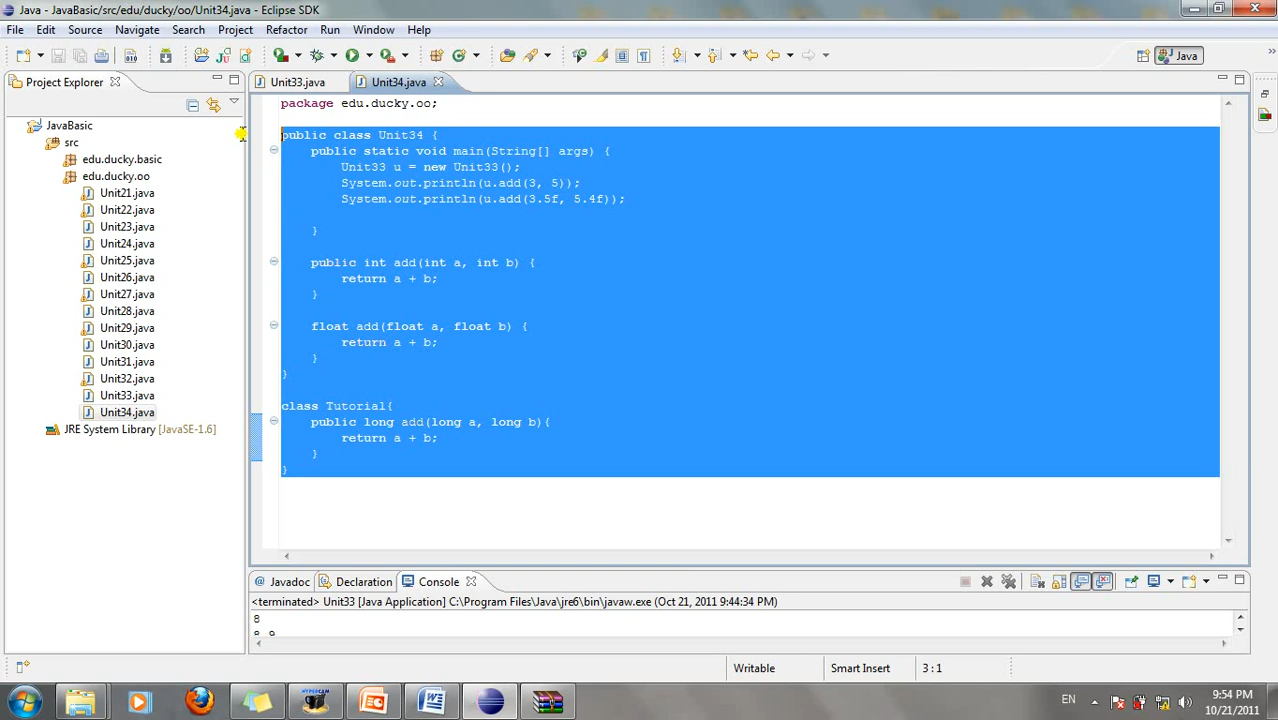 Java - JavaBasic/src/edu/ducky/oo/Unit34.java - Eclipse SDK
File Edit Source Navigate Search Project Refactor Run Window Help
Java
Project Explorer
Unit33.java
Unit34.java
JavaBasic
src
edu.ducky.basic
edu.ducky.oo
Unit21.java
Unit22.java
Unit23.java
Unit24.java
Unit25.java
Unit26.java
Unit27.java
Unit28.java
Unit29.java
Unit30.java
Unit31.java
Unit32.java
Unit33.java
Unit34.java
JRE System Library [JavaSE-1.6]
package edu.ducky.oo;
public class Unit34 {
public static void main(String[] args) {
Unit33 u = new Unit33();
System.out.println(u.add(3, 5));
System.out.println(u.add(3.5f, 5.4f));
}
public int add(int a, int b) {
return a + b;
}
float add(float a, float b) {
return a + b;
}
}
class Tutorial{
public long add(long a, long b){
return a + b;
}
}
@ Javadoc Declaration Console
<terminated> Unit33 [Java Application] C:\Program Files\Java\jre6\bin\javaw.exe (Oct 21, 2011 9:44:34 PM)
8
8.9
Writable Smart Insert 3 : 1
EN
9:54 PM
10/21/2011